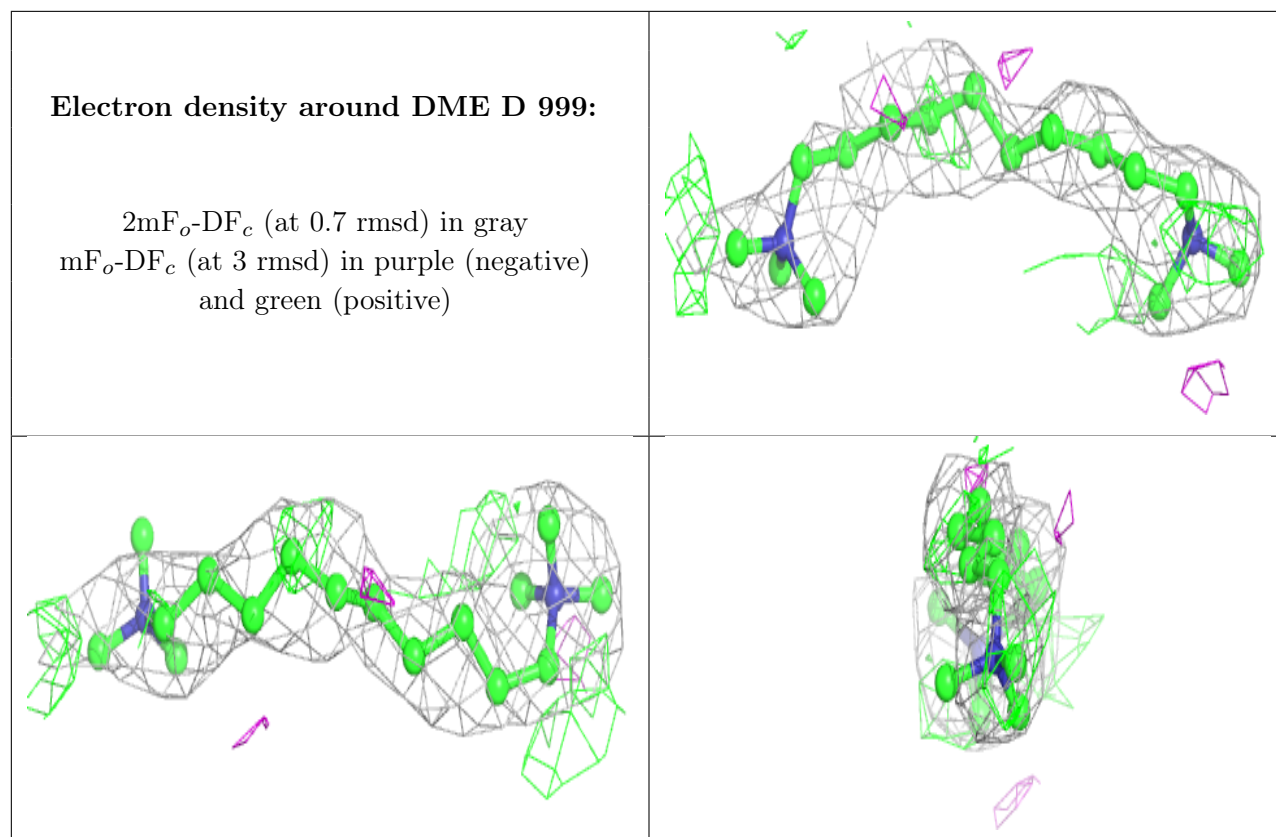 Electron density around DME D 999:
2mFₒ-DF𝑐 (at 0.7 rmsd) in gray
mFₒ-DF𝑐 (at 3 rmsd) in purple (negative)
and green (positive)